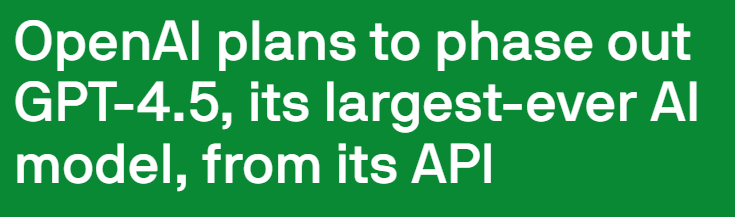 OpenAI plans to phase out
GPT-4.5, its largest-ever AI
model, from its API